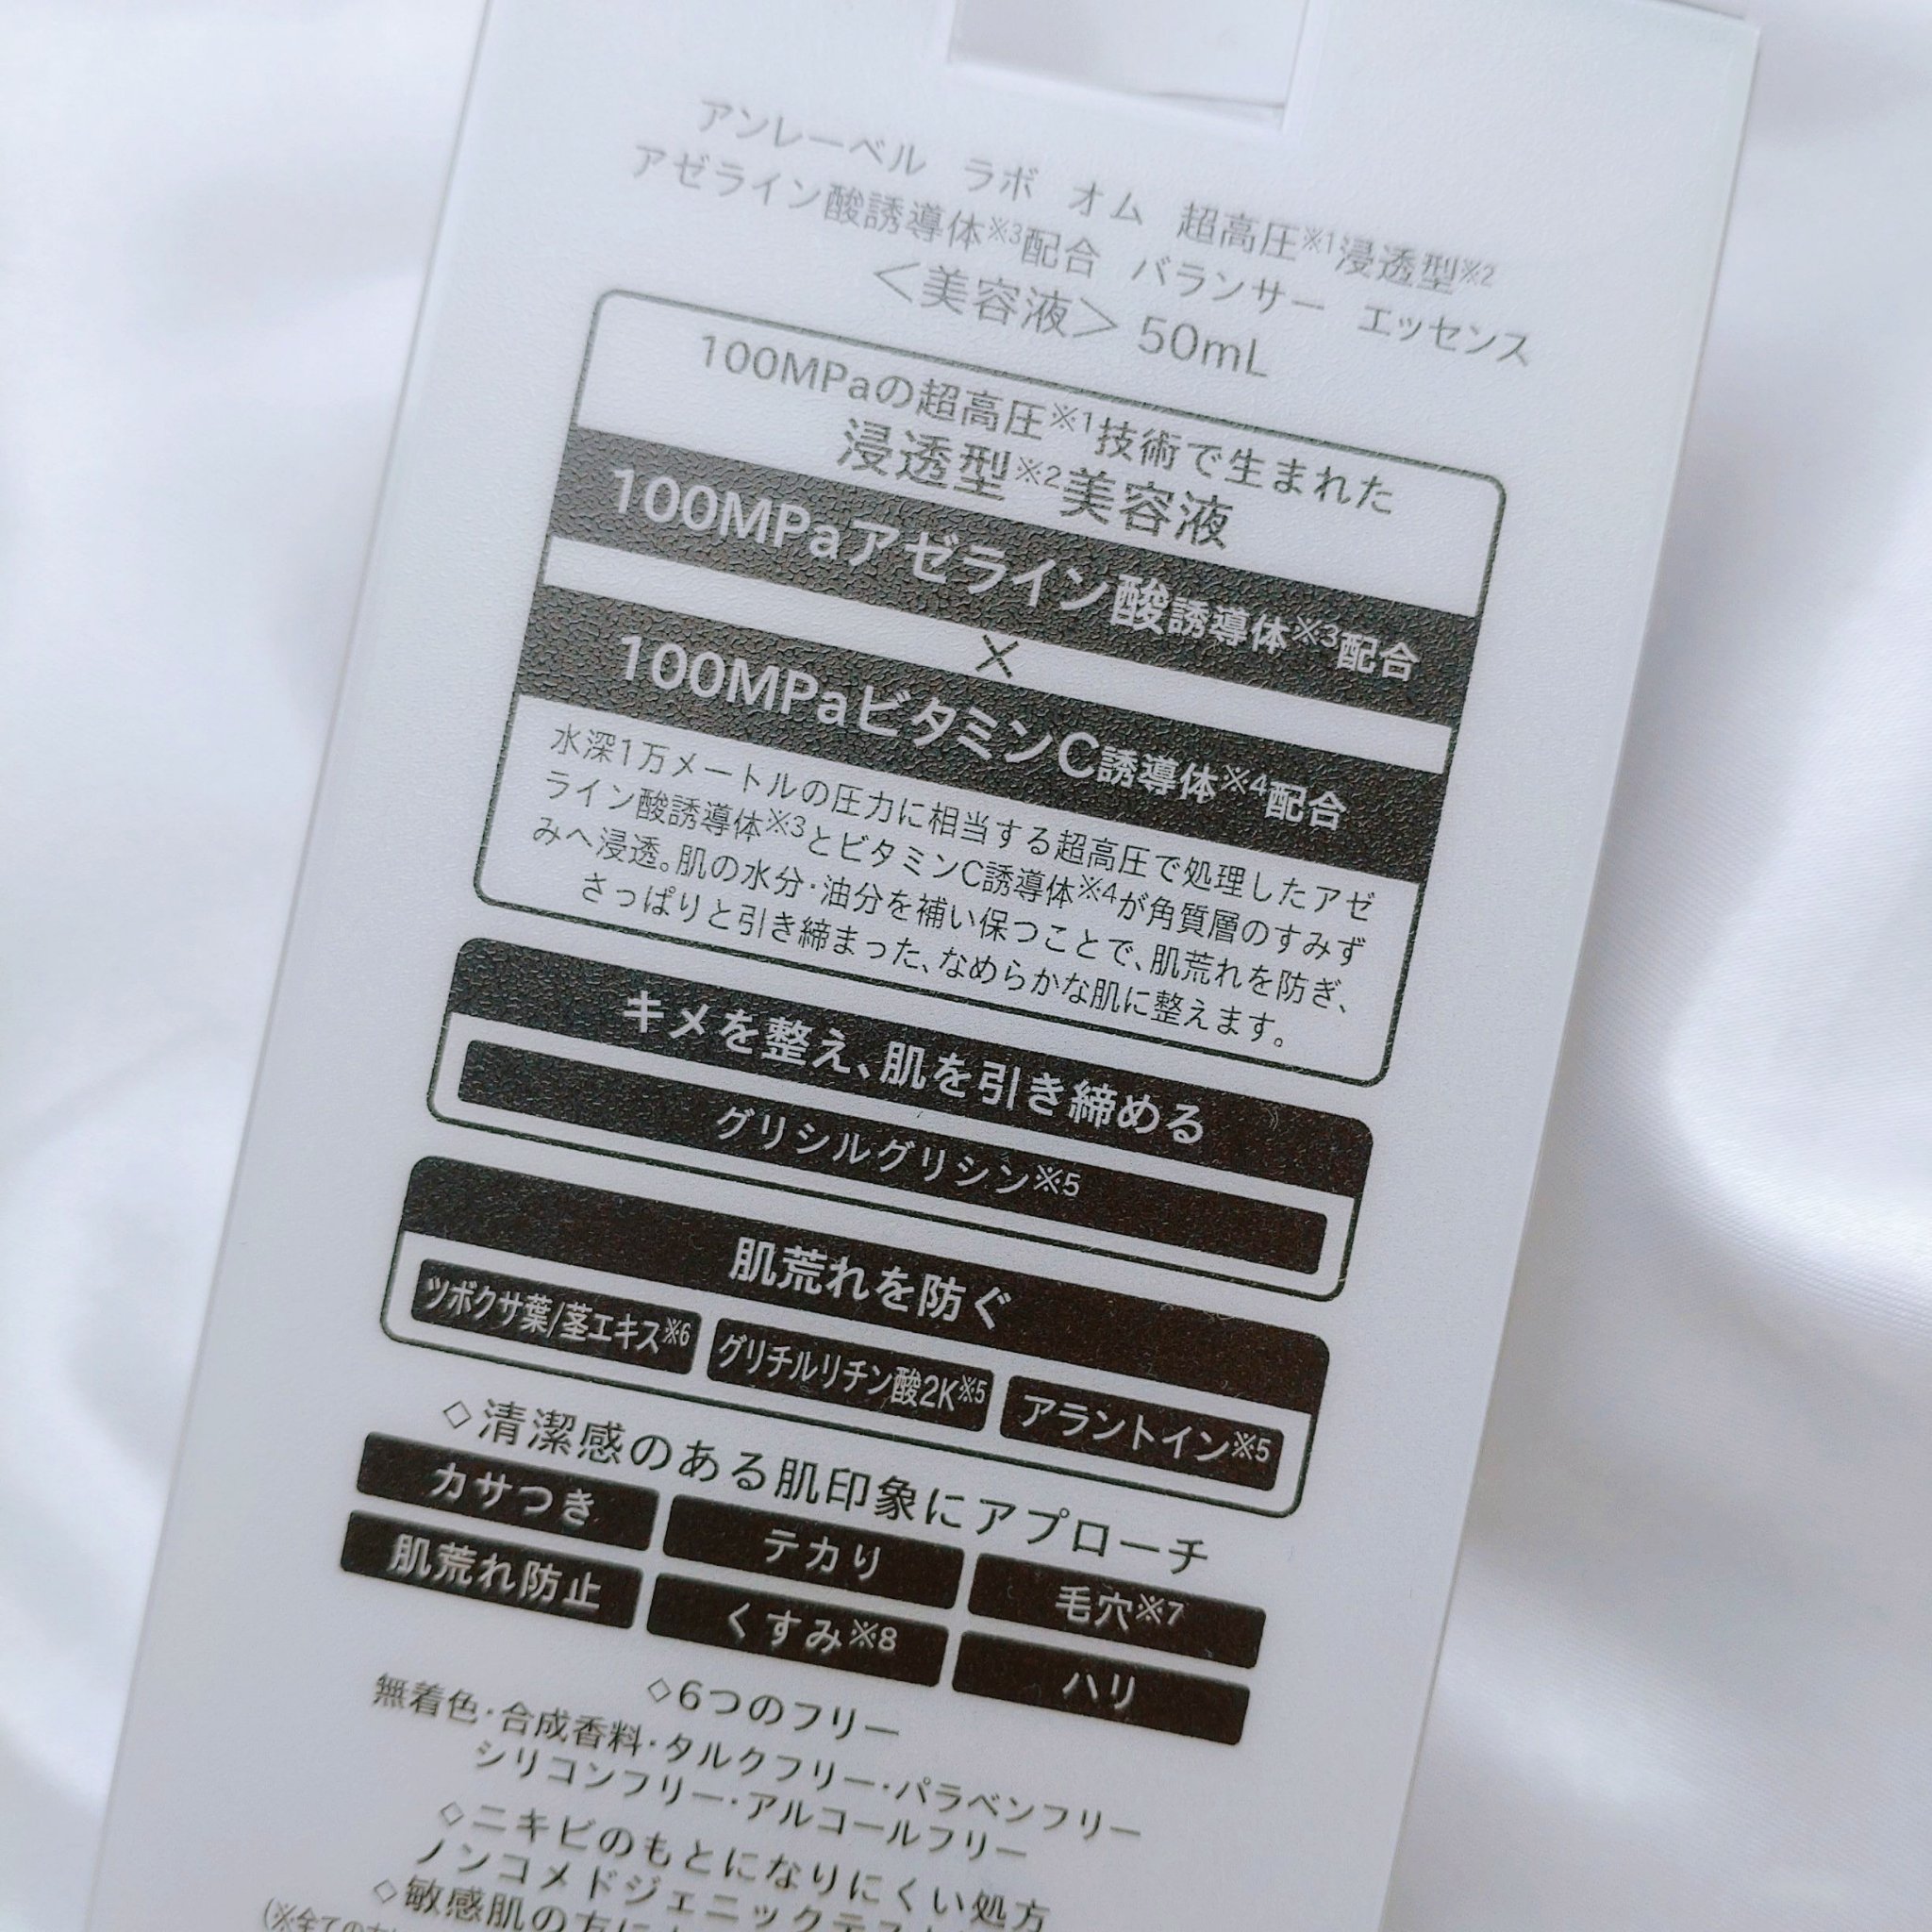 アンレーベル ラボ オム 超高圧※1浸透型※2
アゼライン酸誘導体※3配合 バランサー エッセンス
＜美容液＞ 50mL
100MPaの超高圧※1技術で生まれた
浸透型※2美容液
100MPaアゼライン酸誘導体※3配合
×
100MPaビタミンC誘導体※4配合
水深1万メートルの圧力に相当する超高圧で処理したアゼ
ライン酸誘導体※3とビタミンC誘導体※4が角質層のすみず
みへ浸透。肌の水分・油分を補い保つことで、肌荒れを防ぎ、
さっぱりと引き締まった、なめらかな肌に整えます。
キメを整え、肌を引き締める
グリシルグリシン※5
肌荒れを防ぐ
ツボクサ葉/茎エキス※6 グリチルリチン酸2K※5 アラントイン※5
◇清潔感のある肌印象にアプローチ
カサつき テカり 毛穴※7
肌荒れ防止 くすみ※8 ハリ
◇6つのフリー
無着色・合成香料・タルクフリー・パラベンフリー
シリコンフリー・アルコールフリー
◇ニキビのもとになりにくい処方
ノンコメドジェニックテスト
◇敏感肌の方に
(※全ての